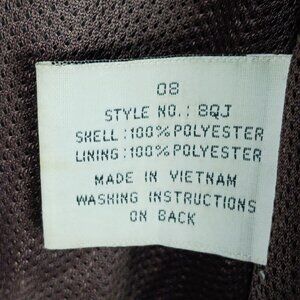 08
STYLE NO.: 8QJ
SHELL:100%POLYESTER
LINING:100%POLYESTER
MADE IN VIETNAM
WASHING INSTRUCTIONS
ON BACK